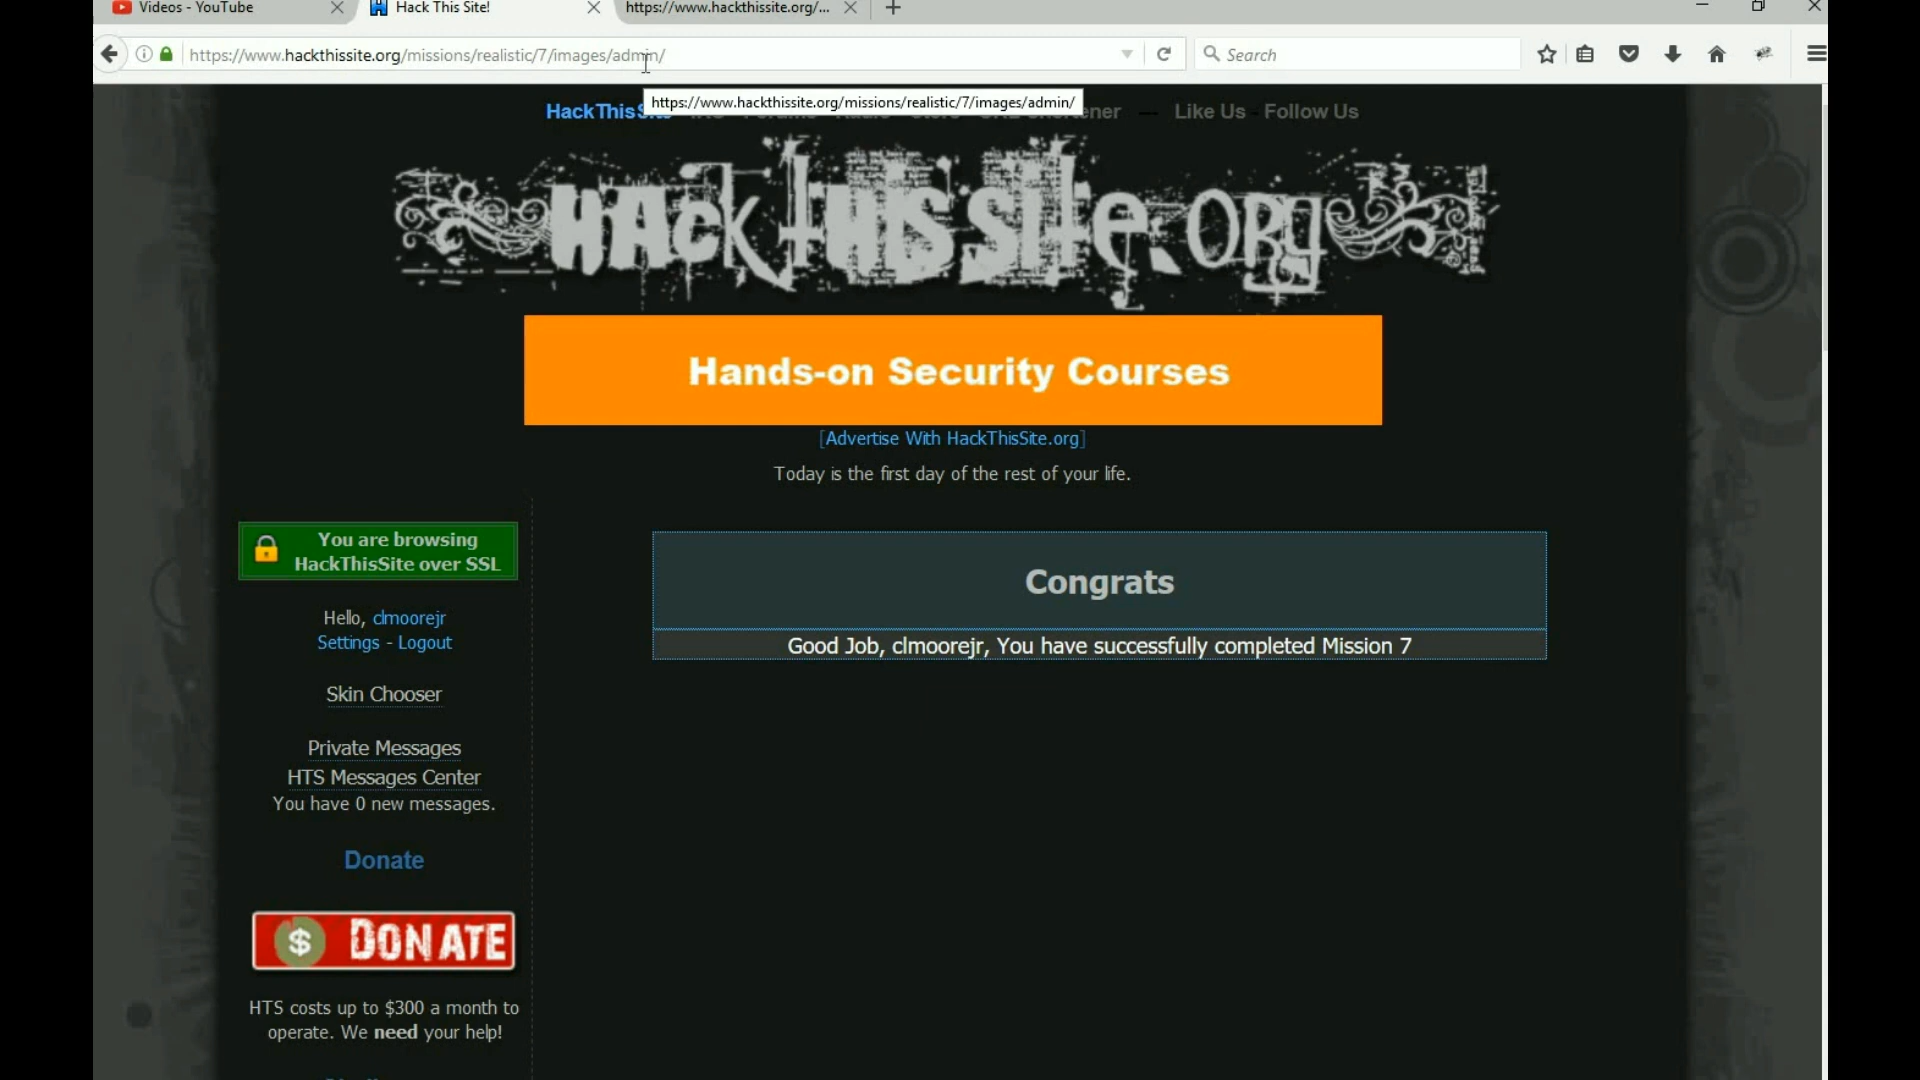 Videos - YouTube
Hack This Site!
https://www.hackthissite.org/...
https://www.hackthissite.org/missions/realistic/7/images/admin/
Search
https://www.hackthissite.org/missions/realistic/7/images/admin/
HackThisSite
Like Us - Follow Us
HackThisSite.org
Hands-on Security Courses
[Advertise With HackThisSite.org]
Today is the first day of the rest of your life.
You are browsing
HackThisSite over SSL
Hello, clmoorejr
Settings - Logout
Skin Chooser
Private Messages
HTS Messages Center
You have 0 new messages.
Donate
$ DONATE
HTS costs up to $300 a month to
operate. We need your help!
Congrats
Good Job, clmoorejr, You have successfully completed Mission 7